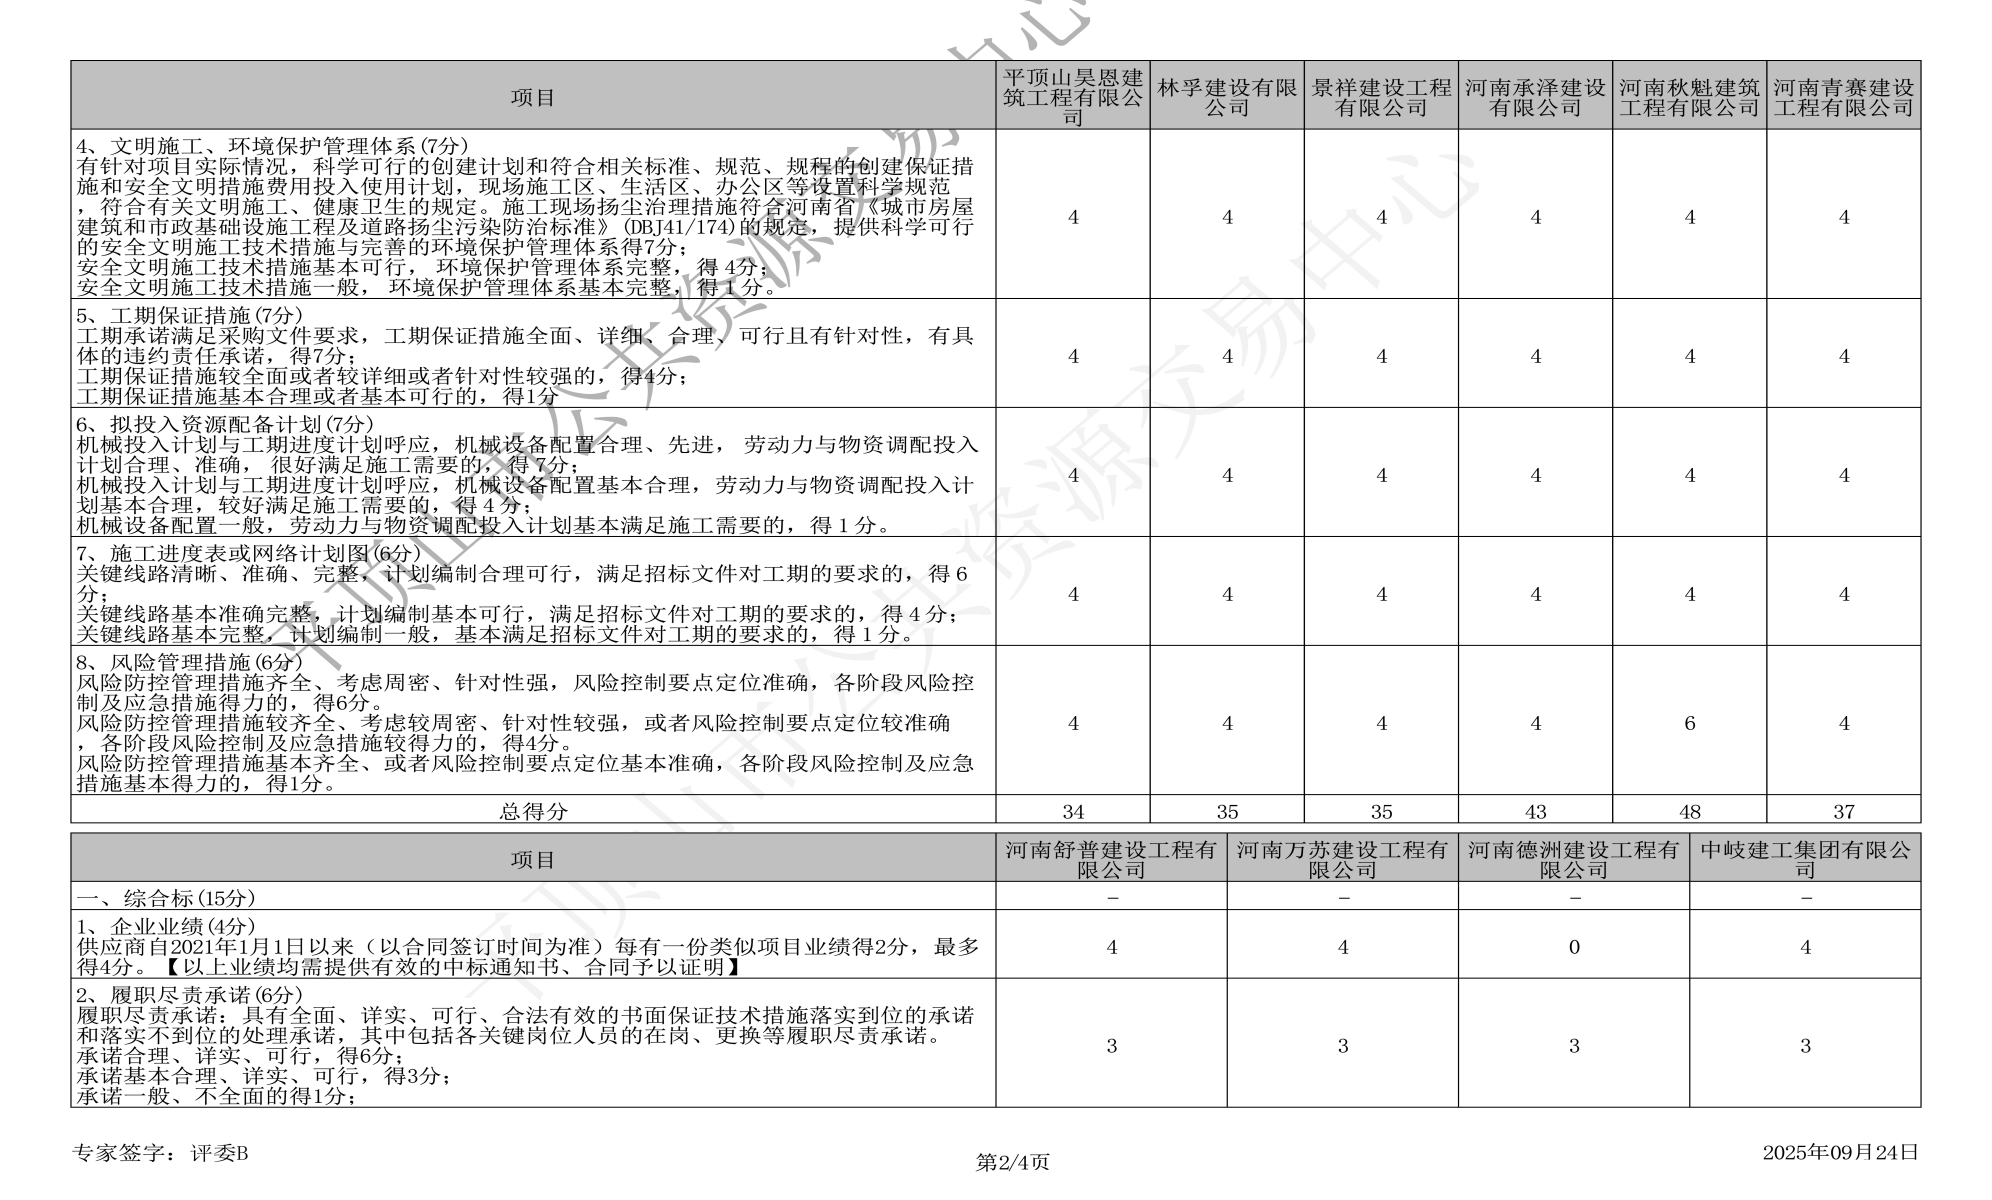 项目
平顶山昊恩建
筑工程有限公
司
林孚建设有限
公司
景祥建设工程
有限公司
河南承泽建设
有限公司
河南秋魁建筑
工程有限公司
河南青赛建设
工程有限公司
4、文明施工、环境保护管理体系(7分)
有针对项目实际情况，科学可行的创建计划和符合相关标准、规范、规程的创建保证措
施和安全文明措施费用投入使用计划，现场施工区、生活区、办公区等设置科学规范
，符合有关文明施工、健康卫生的规定。施工现场扬尘治理措施符合河南省《城市房屋
建筑和市政基础设施工程及道路扬尘污染防治标准》(DBJ41/174)的规定，提供科学可行
的安全文明施工技术措施与完善的环境保护管理体系得7分；
安全文明施工技术措施基本可行， 环境保护管理体系完整，得 4分；
安全文明施工技术措施一般， 环境保护管理体系基本完整，得 1 分。
4 4 4 4 4 4
5、工期保证措施(7分)
工期承诺满足采购文件要求，工期保证措施全面、详细、合理、可行且有针对性，有具
体的违约责任承诺，得7分；
工期保证措施较全面或者较详细或者针对性较强的，得4分；
工期保证措施基本合理或者基本可行的，得1分
4 4 4 4 4 4
6、拟投入资源配备计划(7分)
机械投入计划与工期进度计划呼应，机械设备配置合理、先进， 劳动力与物资调配投入
计划合理、准确， 很好满足施工需要的，得 7分；
机械投入计划与工期进度计划呼应，机械设备配置基本合理，劳动力与物资调配投入计
划基本合理，较好满足施工需要的，得 4 分；
机械设备配置一般，劳动力与物资调配投入计划基本满足施工需要的，得 1 分。
4 4 4 4 4 4
7、施工进度表或网络计划图(6分)
关键线路清晰、准确、完整，计划编制合理可行，满足招标文件对工期的要求的，得 6
分；
关键线路基本准确完整，计划编制基本可行，满足招标文件对工期的要求的，得 4 分；
关键线路基本完整，计划编制一般，基本满足招标文件对工期的要求的，得 1 分。
4 4 4 4 4 4
8、风险管理措施(6分)
风险防控管理措施齐全、考虑周密、针对性强，风险控制要点定位准确，各阶段风险控
制及应急措施得力的，得6分。
风险防控管理措施较齐全、考虑较周密、针对性较强，或者风险控制要点定位较准确
，各阶段风险控制及应急措施较得力的，得4分。
风险防控管理措施基本齐全、或者风险控制要点定位基本准确，各阶段风险控制及应急
措施基本得力的，得1分。
4 4 4 4 6 4
总得分 34 35 35 43 48 37
项目
河南舒普建设工程有
限公司
河南万苏建设工程有
限公司
河南德洲建设工程有
限公司
中岐建工集团有限公
司
一、综合标(15分) － － － －
1、企业业绩(4分)
供应商自2021年1月1日以来（以合同签订时间为准）每有一份类似项目业绩得2分，最多
得4分。【以上业绩均需提供有效的中标通知书、合同予以证明】
4 4 0 4
2、履职尽责承诺(6分)
履职尽责承诺：具有全面、详实、可行、合法有效的书面保证技术措施落实到位的承诺
和落实不到位的处理承诺，其中包括各关键岗位人员的在岗、更换等履职尽责承诺。
承诺合理、详实、可行，得6分；
承诺基本合理、详实、可行，得3分；
承诺一般、不全面的得1分；
3 3 3 3
专家签字：评委B
第2/4页
2025年09月24日
平顶山市公共资源交易中心
平顶山市公共资源交易中心